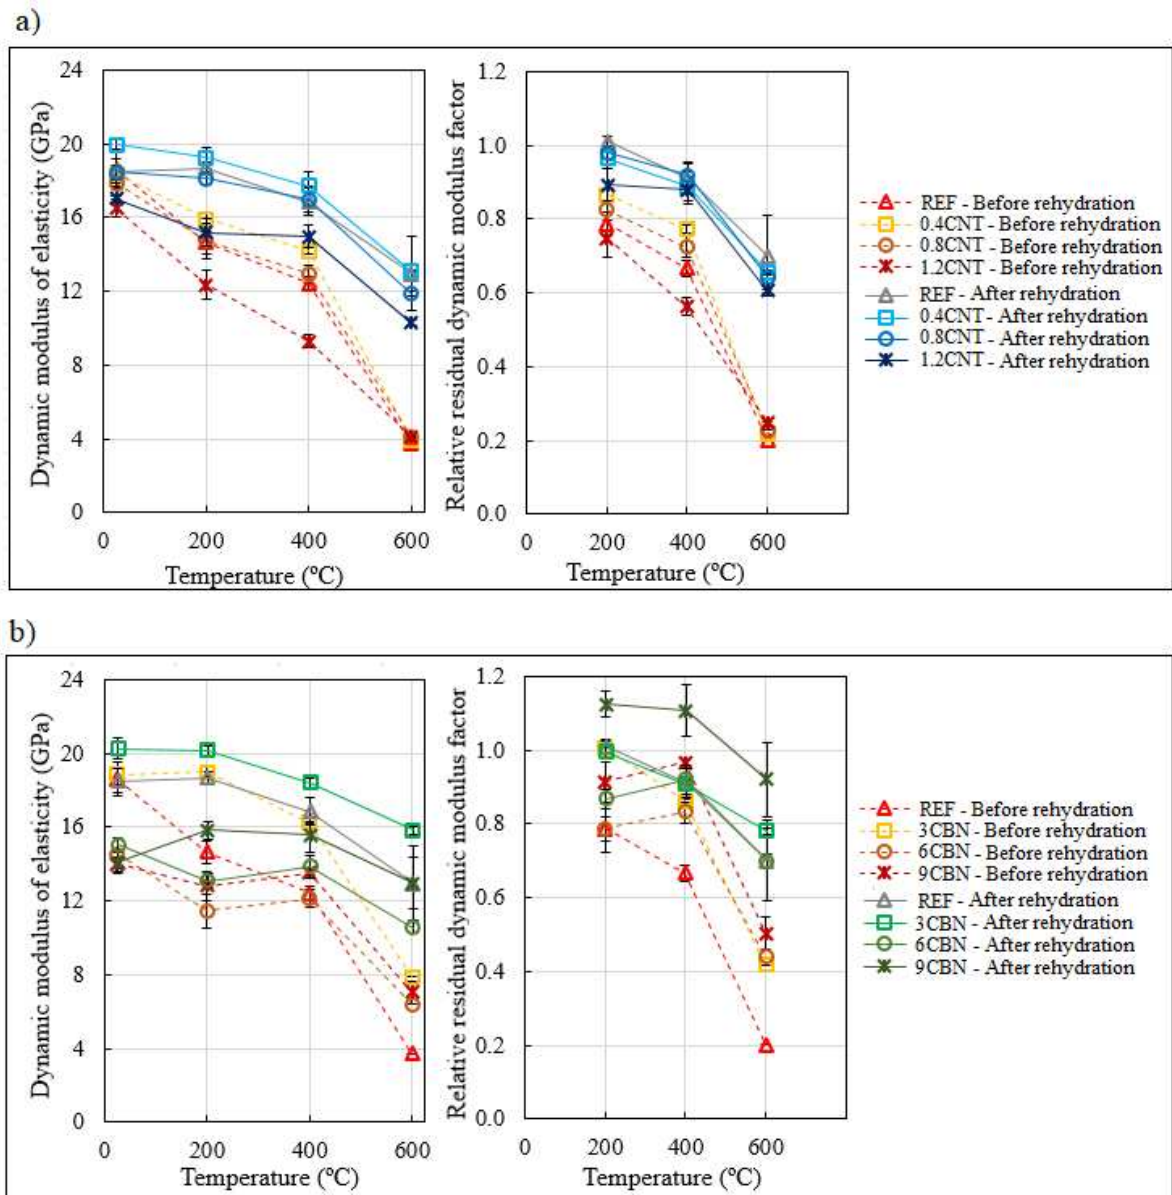 a)
Dynamic modulus of elasticity (GPa)
24
20
16
12
8
4
0
0
200
400
600
Temperature (ºC)
Relative residual dynamic modulus factor
1.2
1.0
0.8
0.6
0.4
0.2
0.0
0
200
400
600
Temperature (ºC)
REF - Before rehydration
0.4CNT - Before rehydration
0.8CNT - Before rehydration
1.2CNT - Before rehydration
REF - After rehydration
0.4CNT - After rehydration
0.8CNT - After rehydration
1.2CNT - After rehydration
b)
Dynamic modulus of elasticity (GPa)
24
20
16
12
8
4
0
0
200
400
600
Temperature (ºC)
Relative residual dynamic modulus factor
1.2
1.0
0.8
0.6
0.4
0.2
0.0
0
200
400
600
Temperature (ºC)
REF - Before rehydration
3CBN - Before rehydration
6CBN - Before rehydration
9CBN - Before rehydration
REF - After rehydration
3CBN - After rehydration
6CBN - After rehydration
9CBN - After rehydration